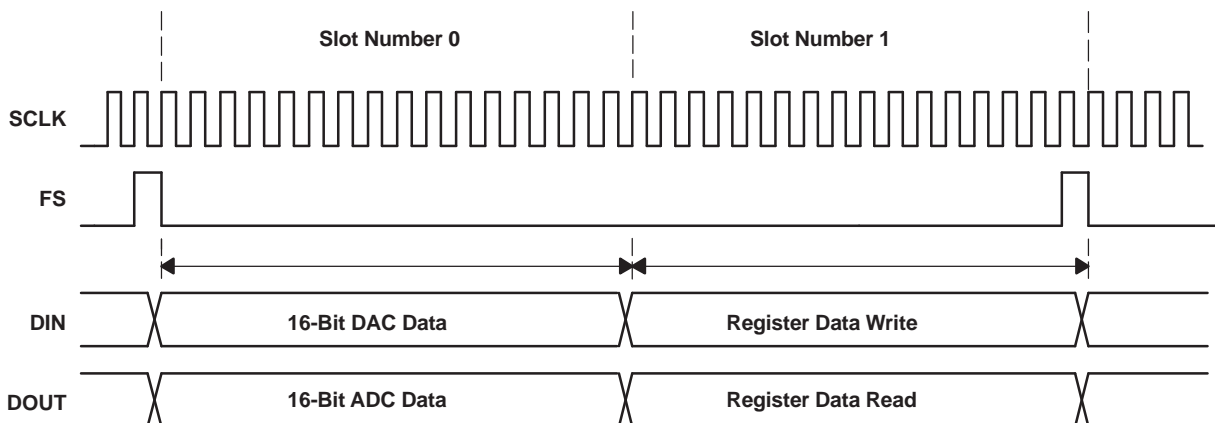 Slot Number 0
Slot Number 1
SCLK
FS
DIN
16-Bit DAC Data
Register Data Write
DOUT
16-Bit ADC Data
Register Data Read